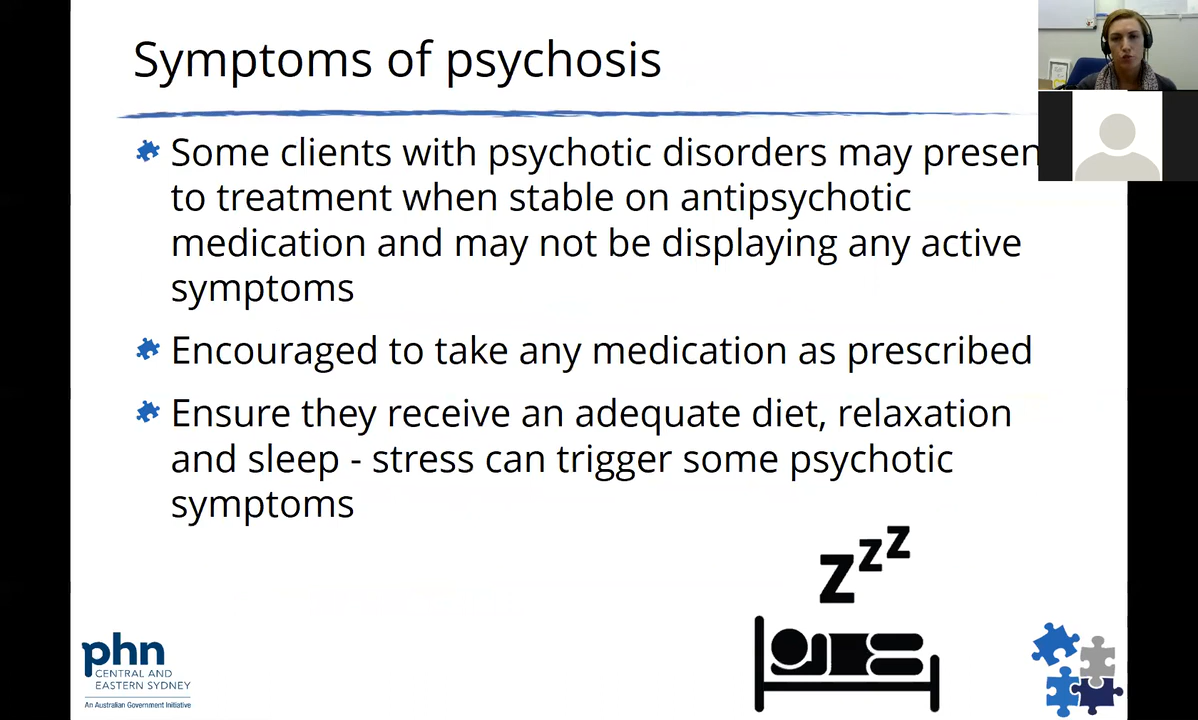 Symptoms of psychosis
Some clients with psychotic disorders may presen
to treatment when stable on antipsychotic
medication and may not be displaying any active
symptoms
Encouraged to take any medication as prescribed
Ensure they receive an adequate diet, relaxation
and sleep - stress can trigger some psychotic
symptoms
zzz
phn
CENTRAL AND
EASTERN SYDNEY
An Australian Government Initiative